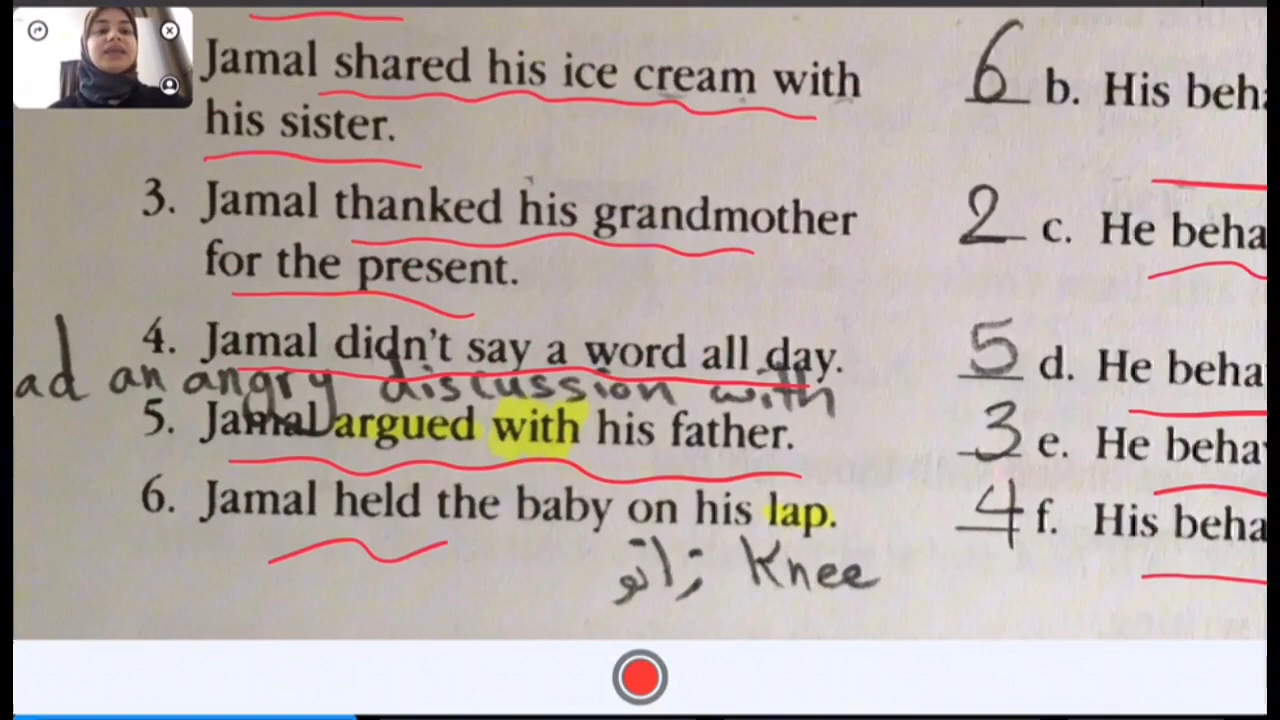 Jamal shared his ice cream with
his sister.
3. Jamal thanked his grandmother
for the present.
4. Jamal didn't say a word all day.
ad an angry discussion with
5. Jamal argued with his father.
6. Jamal held the baby on his lap.
زانو Knee
6 b. His beh
2 c. He beha
5 d. He beha
3 e. He beha
4 f. His beha